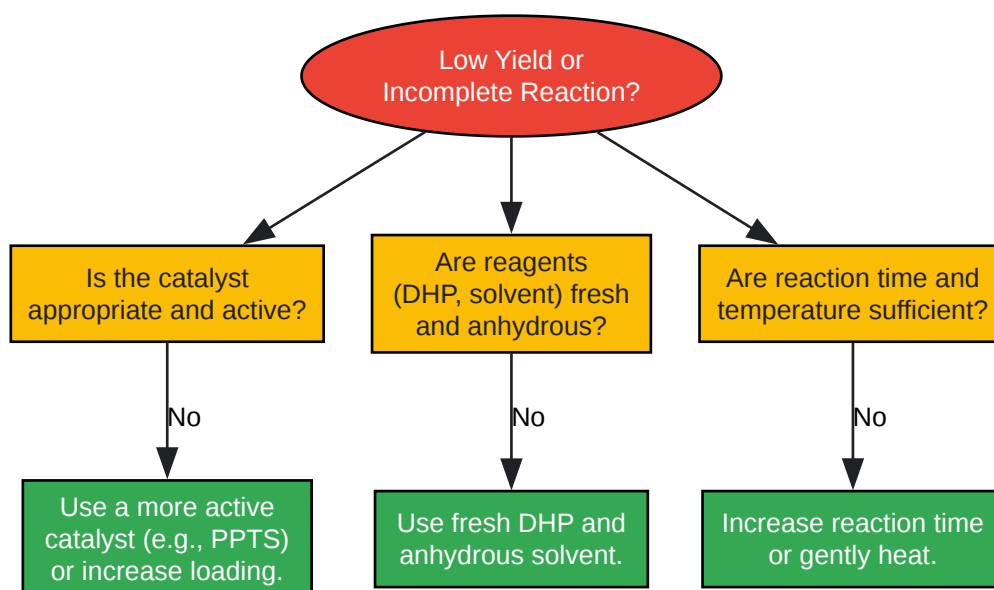 Low Yield or
Incomplete Reaction?
Is the catalyst
appropriate and active?
Are reagents
(DHP, solvent) fresh
and anhydrous?
Are reaction time and
temperature sufficient?
No
No
No
Use a more active
catalyst (e.g., PPTS)
or increase loading.
Use fresh DHP and
anhydrous solvent.
Increase reaction time
or gently heat.